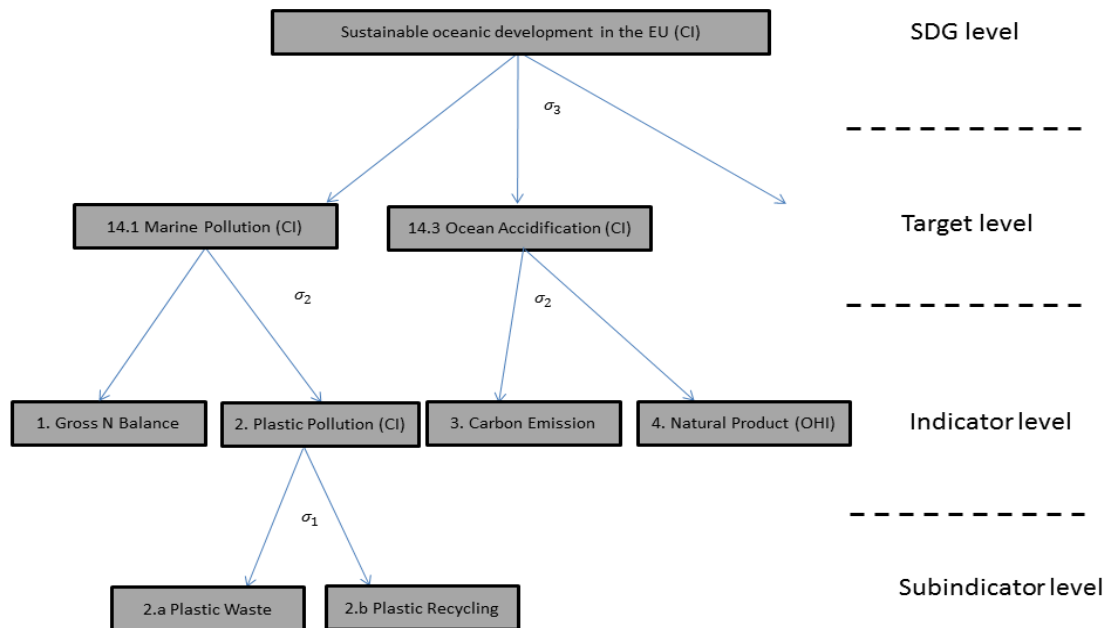 Sustainable oceanic development in the EU (CI)
SDG level
σ3
14.1 Marine Pollution (CI)
14.3 Ocean Accidification (CI)
Target level
σ2
σ2
1. Gross N Balance
2. Plastic Pollution (CI)
3. Carbon Emission
4. Natural Product (OHI)
Indicator level
σ1
2.a Plastic Waste
2.b Plastic Recycling
Subindicator level